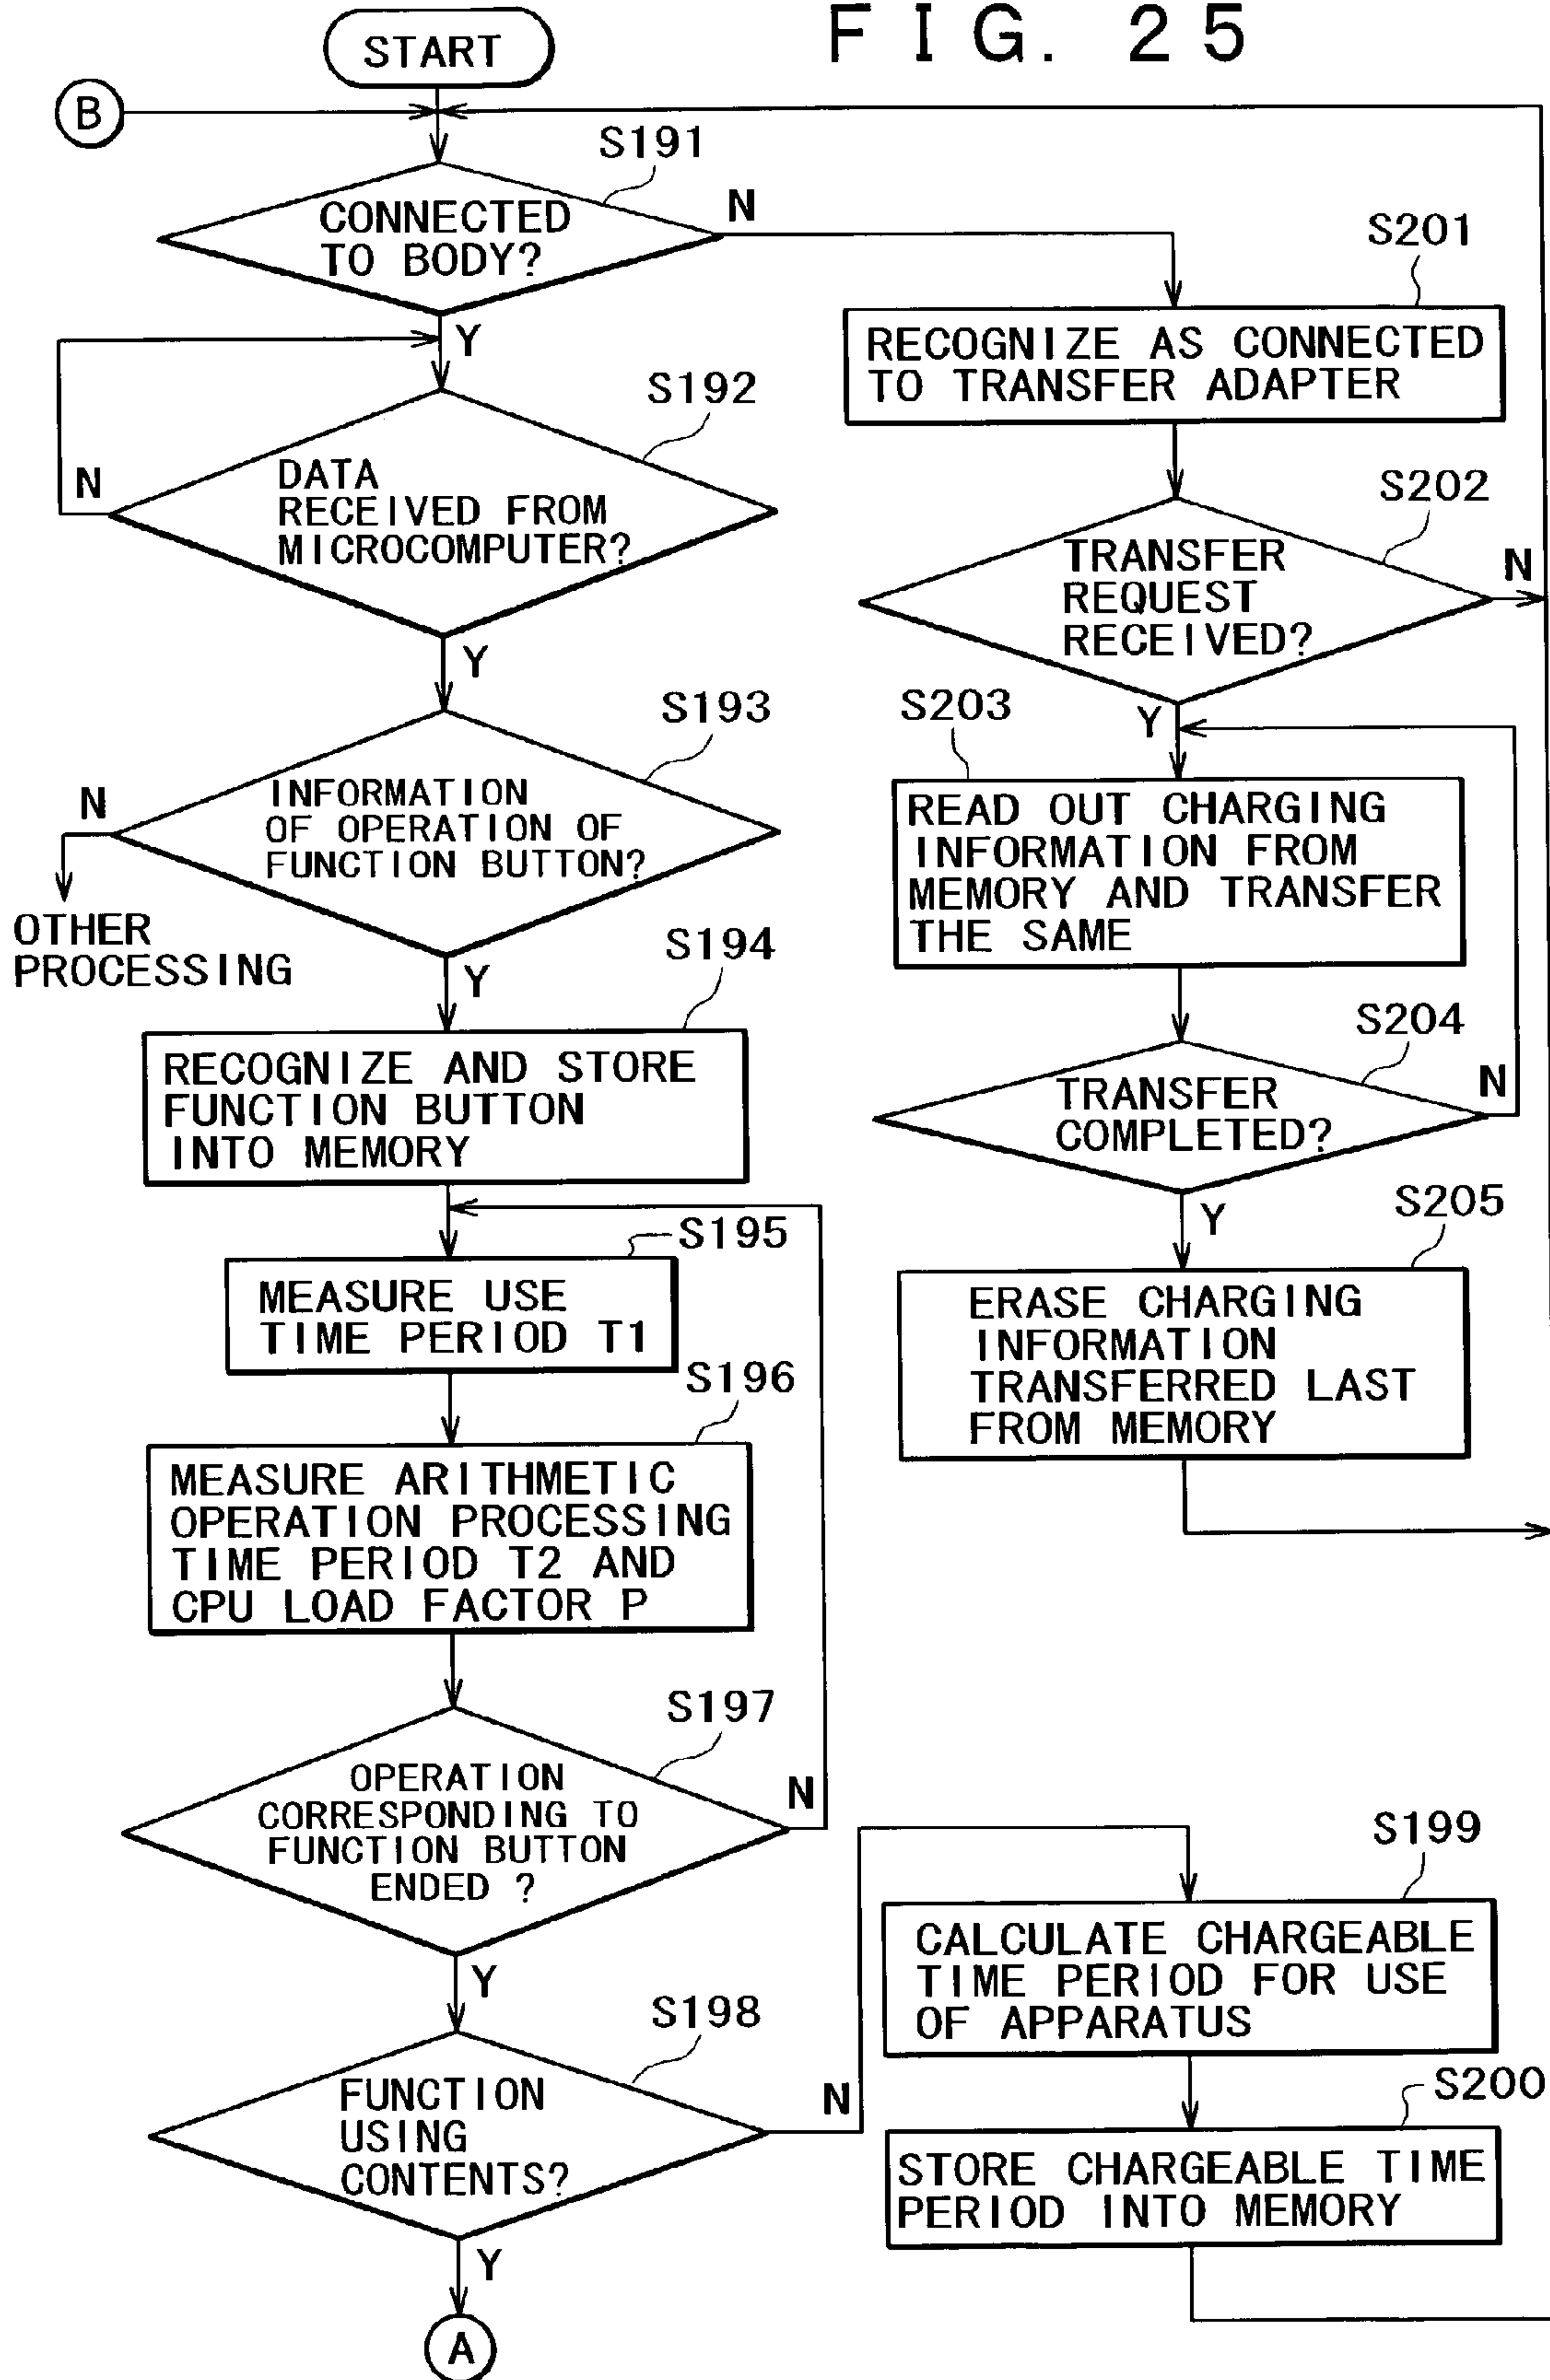 FIG. 25
START
B
S191
CONNECTED
TO BODY?
N
Y
S192
DATA
RECEIVED FROM
MICROCOMPUTER?
N
Y
S193
INFORMATION
OF OPERATION OF
FUNCTION BUTTON?
N
OTHER
PROCESSING
Y
S194
RECOGNIZE AND STORE
FUNCTION BUTTON
INTO MEMORY
S195
MEASURE USE
TIME PERIOD T1
S196
MEASURE ARITHMETIC
OPERATION PROCESSING
TIME PERIOD T2 AND
CPU LOAD FACTOR P
S197
OPERATION
CORRESPONDING TO
FUNCTION BUTTON
ENDED ?
N
Y
S198
FUNCTION
USING
CONTENTS?
N
Y
A
S199
CALCULATE CHARGEABLE
TIME PERIOD FOR USE
OF APPARATUS
S200
STORE CHARGEABLE TIME
PERIOD INTO MEMORY
S201
RECOGNIZE AS CONNECTED
TO TRANSFER ADAPTER
S202
TRANSFER
REQUEST
RECEIVED?
N
Y
S203
READ OUT CHARGING
INFORMATION FROM
MEMORY AND TRANSFER
THE SAME
S204
TRANSFER
COMPLETED?
N
Y
S205
ERASE CHARGING
INFORMATION
TRANSFERRED LAST
FROM MEMORY